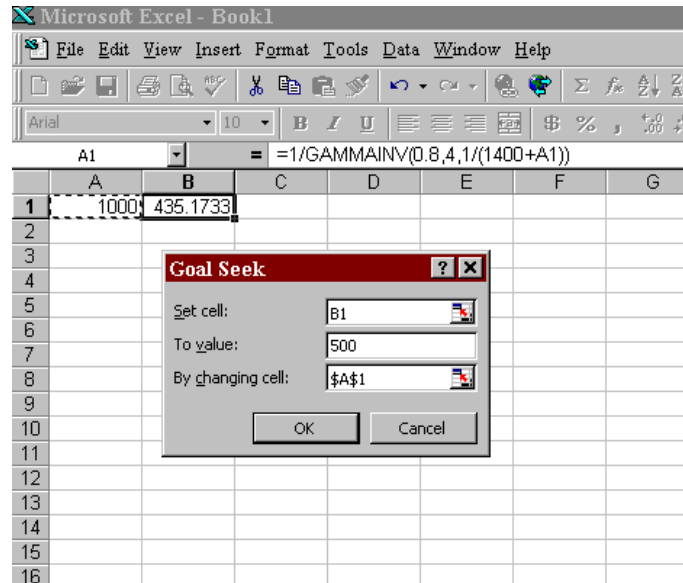 Microsoft Excel - Book1
File Edit View Insert Format Tools Data Window Help
Arial 10 B I U $ % ,
A1 = =1/GAMMAINV(0.8,4,1/(1400+A1))
A B C D E F G
1 1000 435.1733
2
3
Goal Seek ? X
4
5
Set cell: B1
6
To value: 500
7
8
By changing cell: $A$1
9
10
OK Cancel
11
12
13
14
15
16